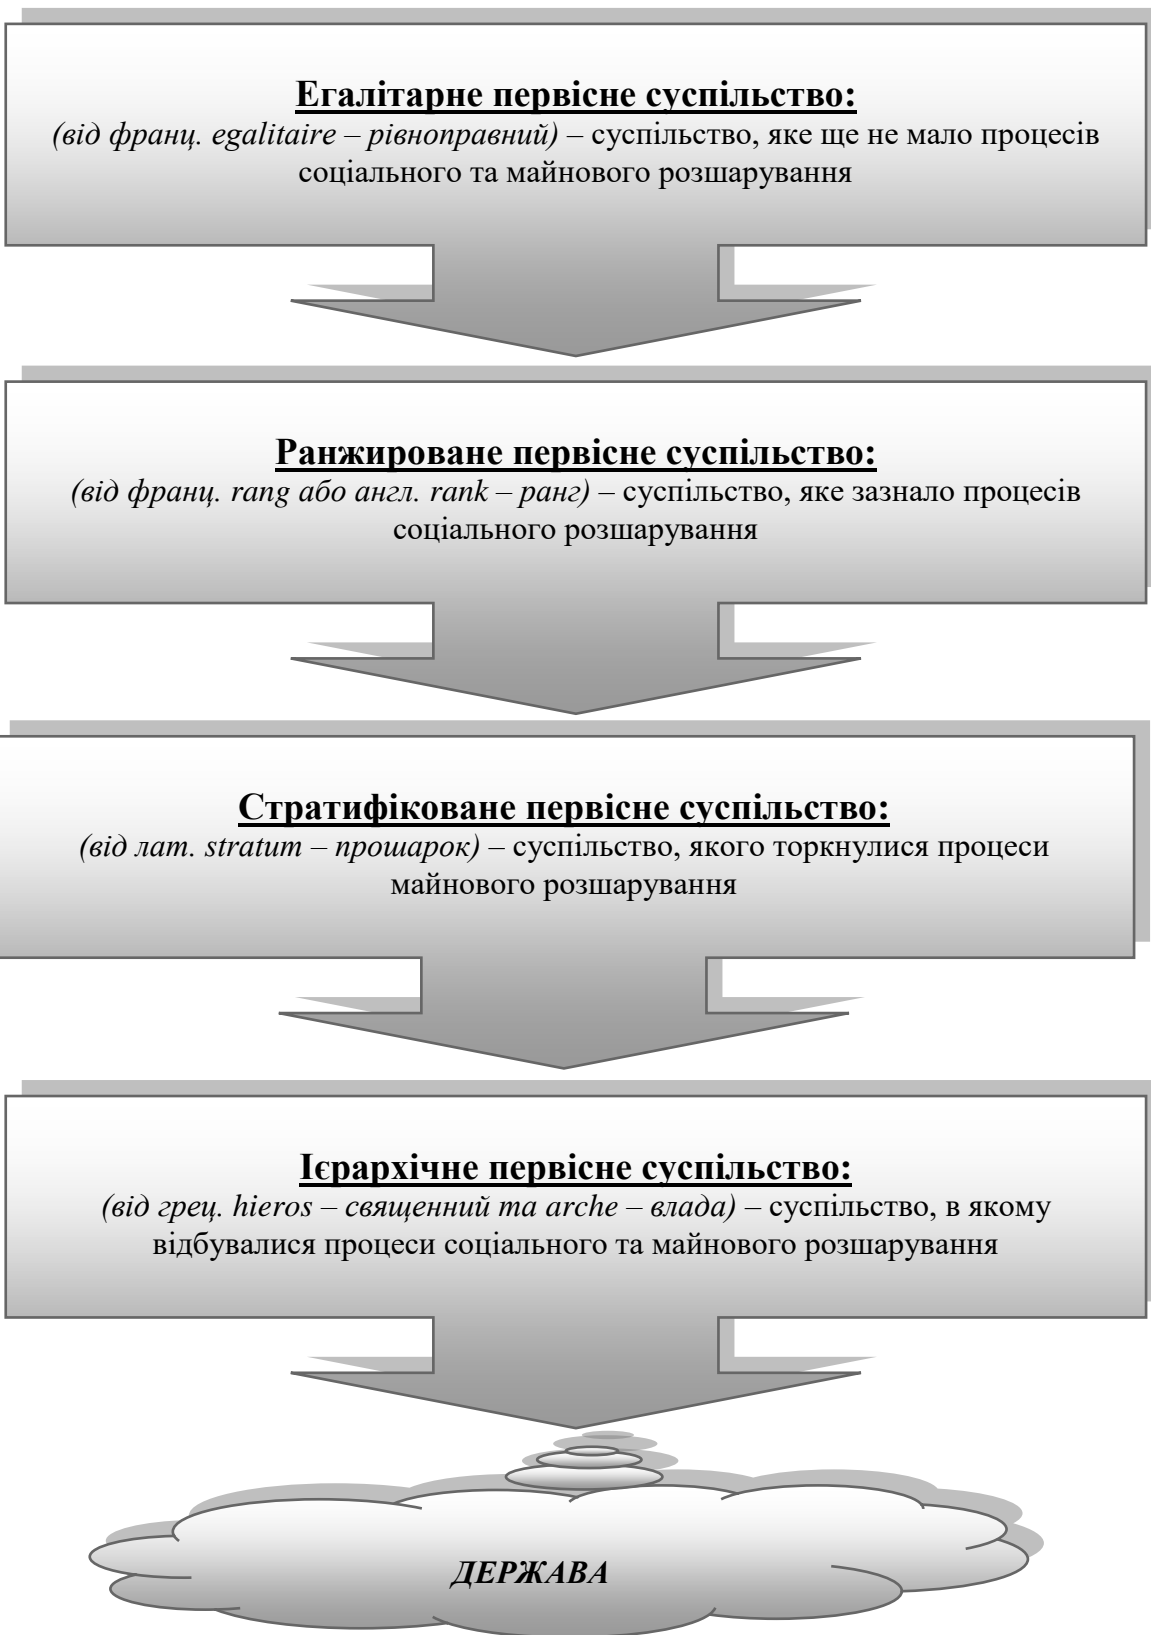 Егалітарне первісне суспільство:
(від франц. egalitaire – рівноправний) – суспільство, яке ще не мало процесів
соціального та майнового розшарування
Ранжироване первісне суспільство:
(від франц. rang або англ. rank – ранг) – суспільство, яке зазнало процесів
соціального розшарування
Стратифіковане первісне суспільство:
(від лат. stratum – прошарок) – суспільство, якого торкнулися процеси
майнового розшарування
Ієрархічне первісне суспільство:
(від грец. hieros – священний та arche – влада) – суспільство, в якому
відбувалися процеси соціального та майнового розшарування
ДЕРЖАВА